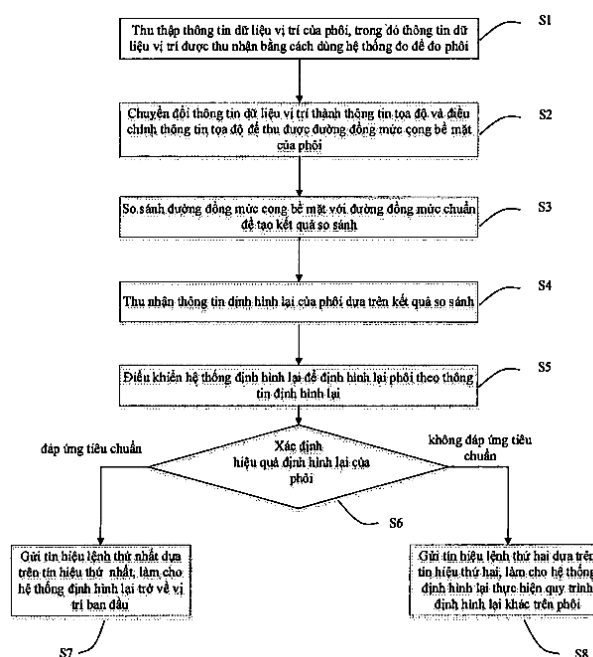 S1
Thu thập thông tin dữ liệu vị trí của phôi, trong đó thông tin dữ
liệu vị trí được thu nhận bằng cách dùng hệ thống đo để đo phôi
S2
Chuyển đổi thông tin dữ liệu vị trí thành thông tin tọa độ và điều
chỉnh thông tin tọa độ để thu được đường đồng mức cong bề mặt
của phôi
S3
So sánh đường đồng mức cong bề mặt với đường đồng mức chuẩn
để tạo kết quả so sánh
S4
Thu nhận thông tin định hình lại của phôi dựa trên kết quả so sánh
S5
Điều khiển hệ thống định hình lại để định hình lại phôi theo thông
tin định hình lại
đáp ứng tiêu chuẩn
Xác định
hiệu quả định hình lại của
phôi
không đáp ứng tiêu
chuẩn
S6
Gửi tín hiệu lệnh thứ nhất dựa
trên tín hiệu thứ nhất, làm cho
hệ thống định hình lại trở về vị
trí ban đầu
Gửi tín hiệu lệnh thứ hai dựa trên
tín hiệu thứ hai, làm cho hệ thống
định hình lại thực hiện quy trình
định hình lại khác trên phôi
S7
S8